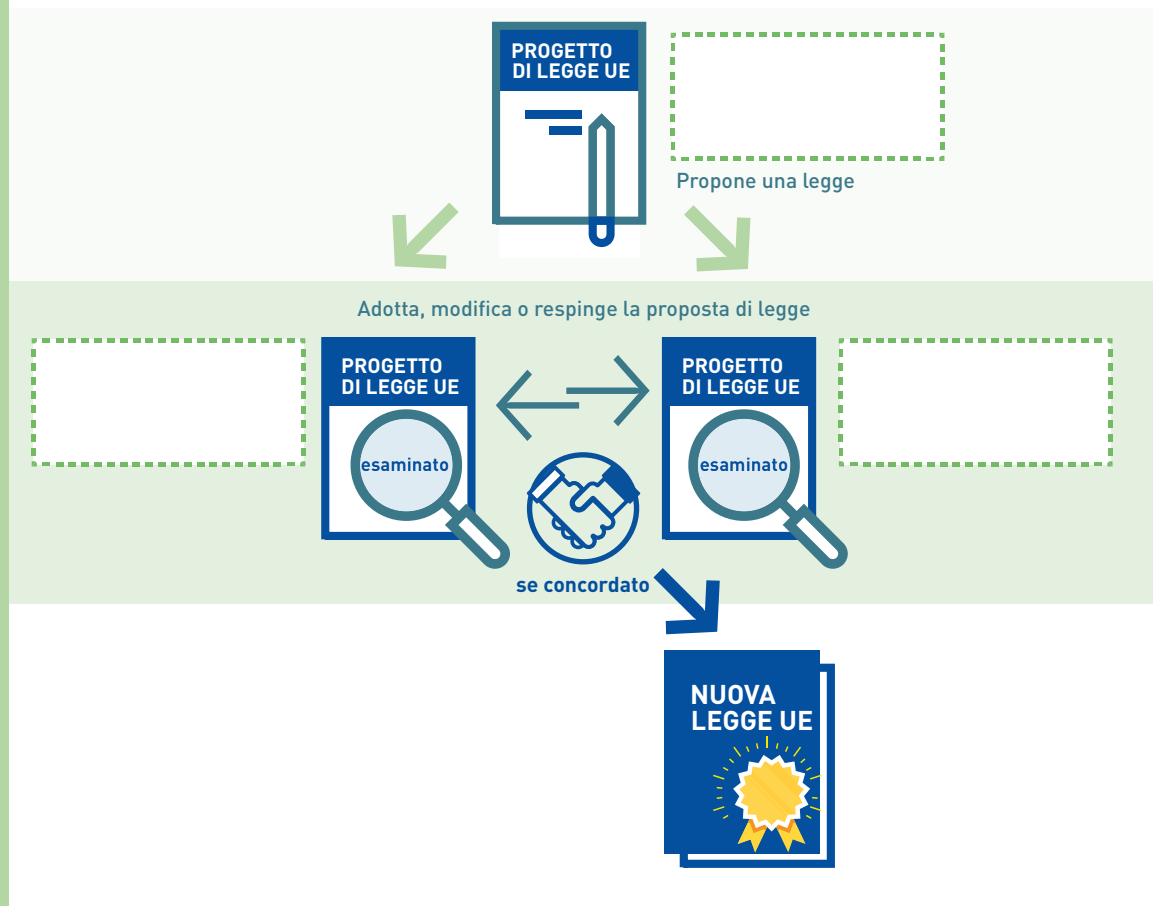 PROGETTO
DI LEGGE UE
Propone una legge
Adotta, modifica o respinge la proposta di legge
PROGETTO
DI LEGGE UE
esaminato
PROGETTO
DI LEGGE UE
esaminato
se concordato
NUOVA
LEGGE UE